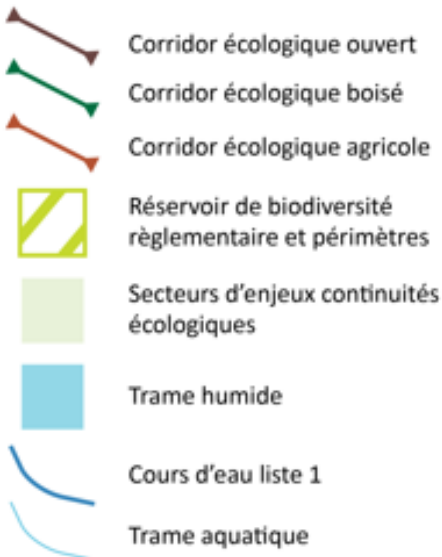 Corridor écologique ouvert
Corridor écologique boisé
Corridor écologique agricole
Réservoir de biodiversité
règlementaire et périmètres
Secteurs d'enjeux continuités
écologiques
Trame humide
Cours d'eau liste 1
Trame aquatique